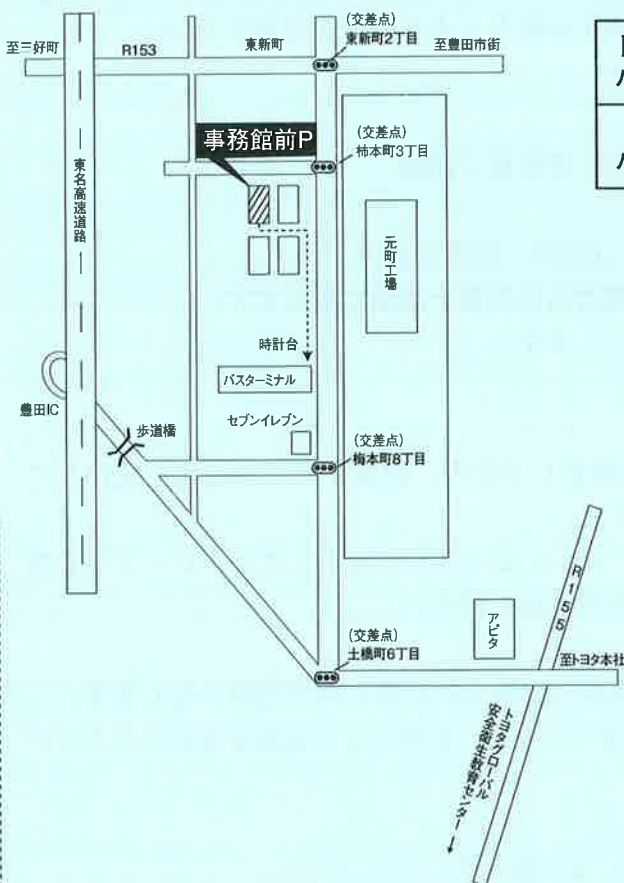 至三好町
R153
東新町
(交差点)
東新町2丁目
至豊田市街
事務館前P
(交差点)
柿本町3丁目
東名高速道路
元町工場
時計台
バスターミナル
豊田IC
歩道橋
セブンイレブン
(交差点)
梅本町8丁目
R155
アピタ
(交差点)
土橋町6丁目
至トヨタ本社
トヨタグローバル
安全衛生教育センター